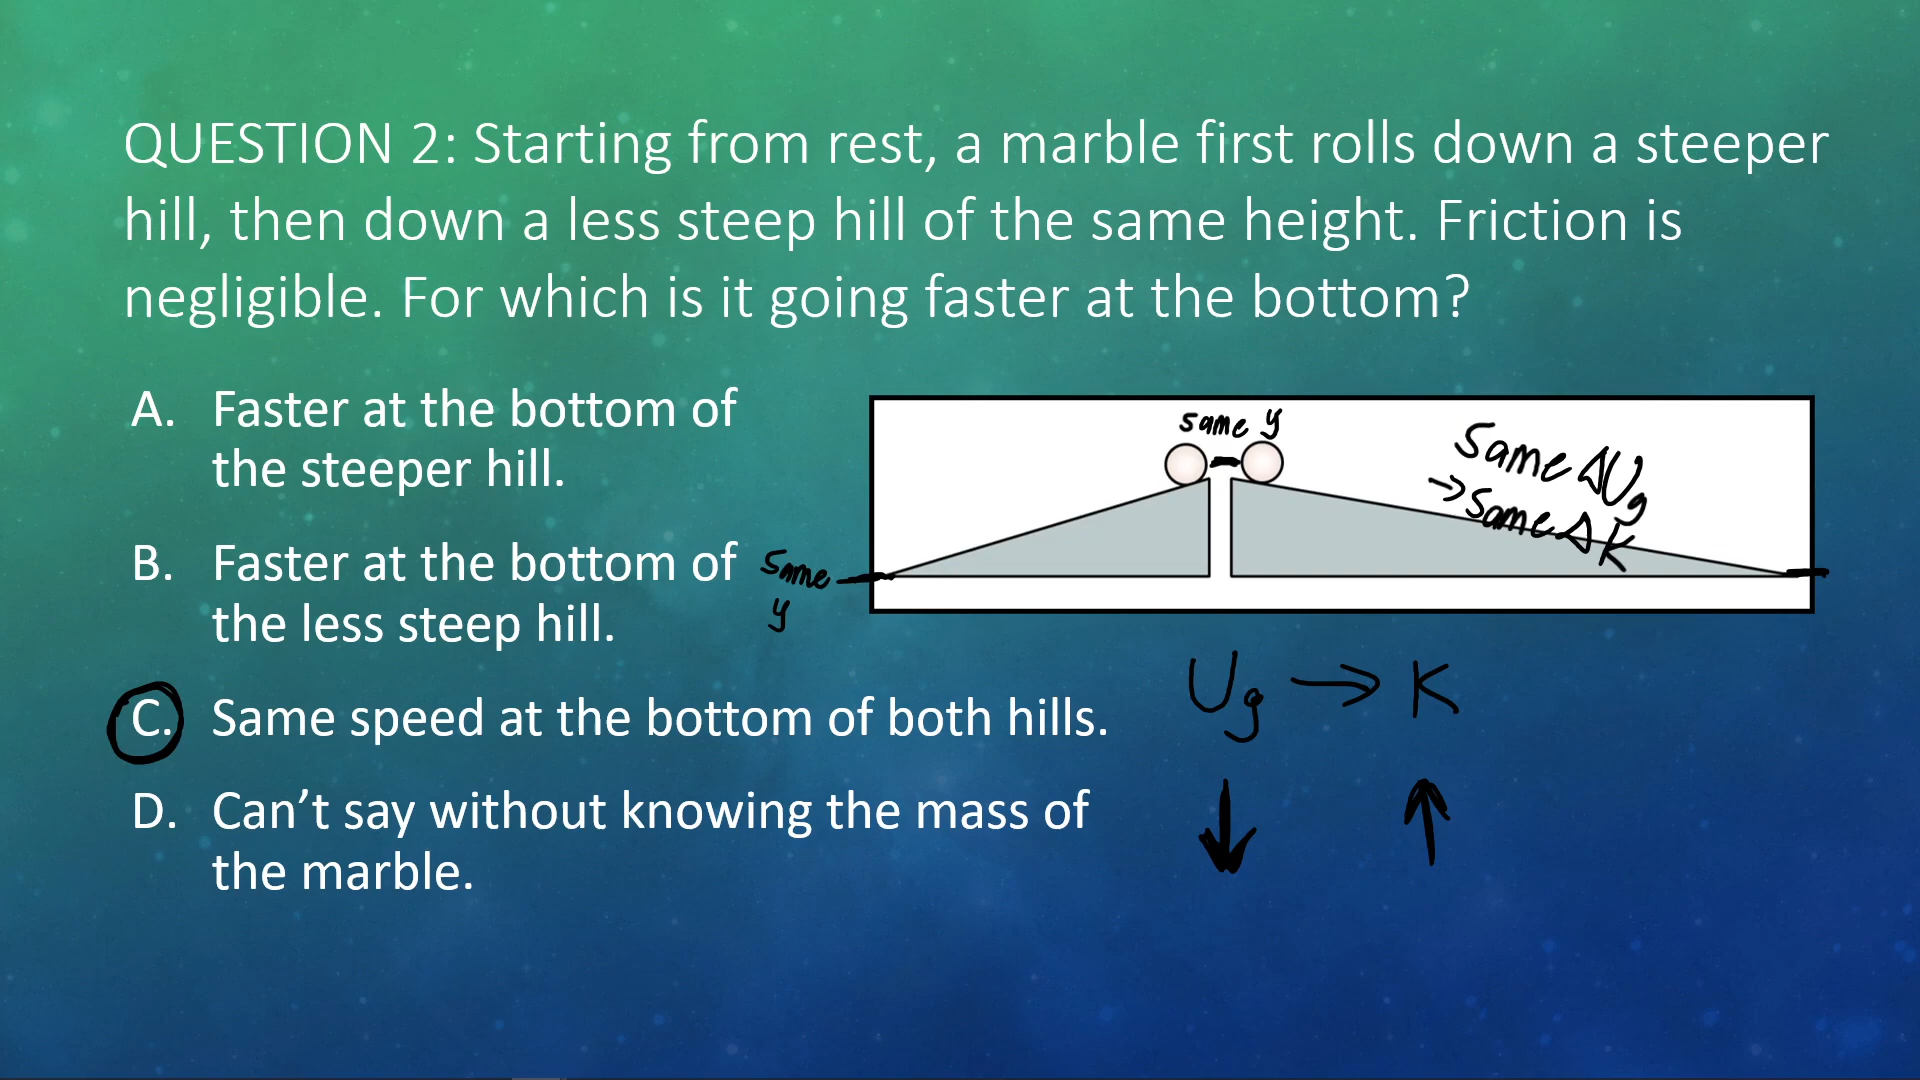 QUESTION 2: Starting from rest, a marble first rolls down a steeper
hill, then down a less steep hill of the same height. Friction is
negligible. For which is it going faster at the bottom?
A. Faster at the bottom of
the steeper hill.
B. Faster at the bottom of
the less steep hill.
C. Same speed at the bottom of both hills.
D. Can’t say without knowing the mass of
the marble.
same y
Same ΔUg
→ Same ΔK
Same
y
Ug → K
↓ ↑